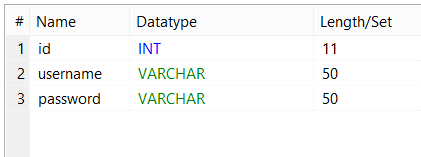 # Name Datatype Length/Set
1 id INT 11
2 username VARCHAR 50
3 password VARCHAR 50